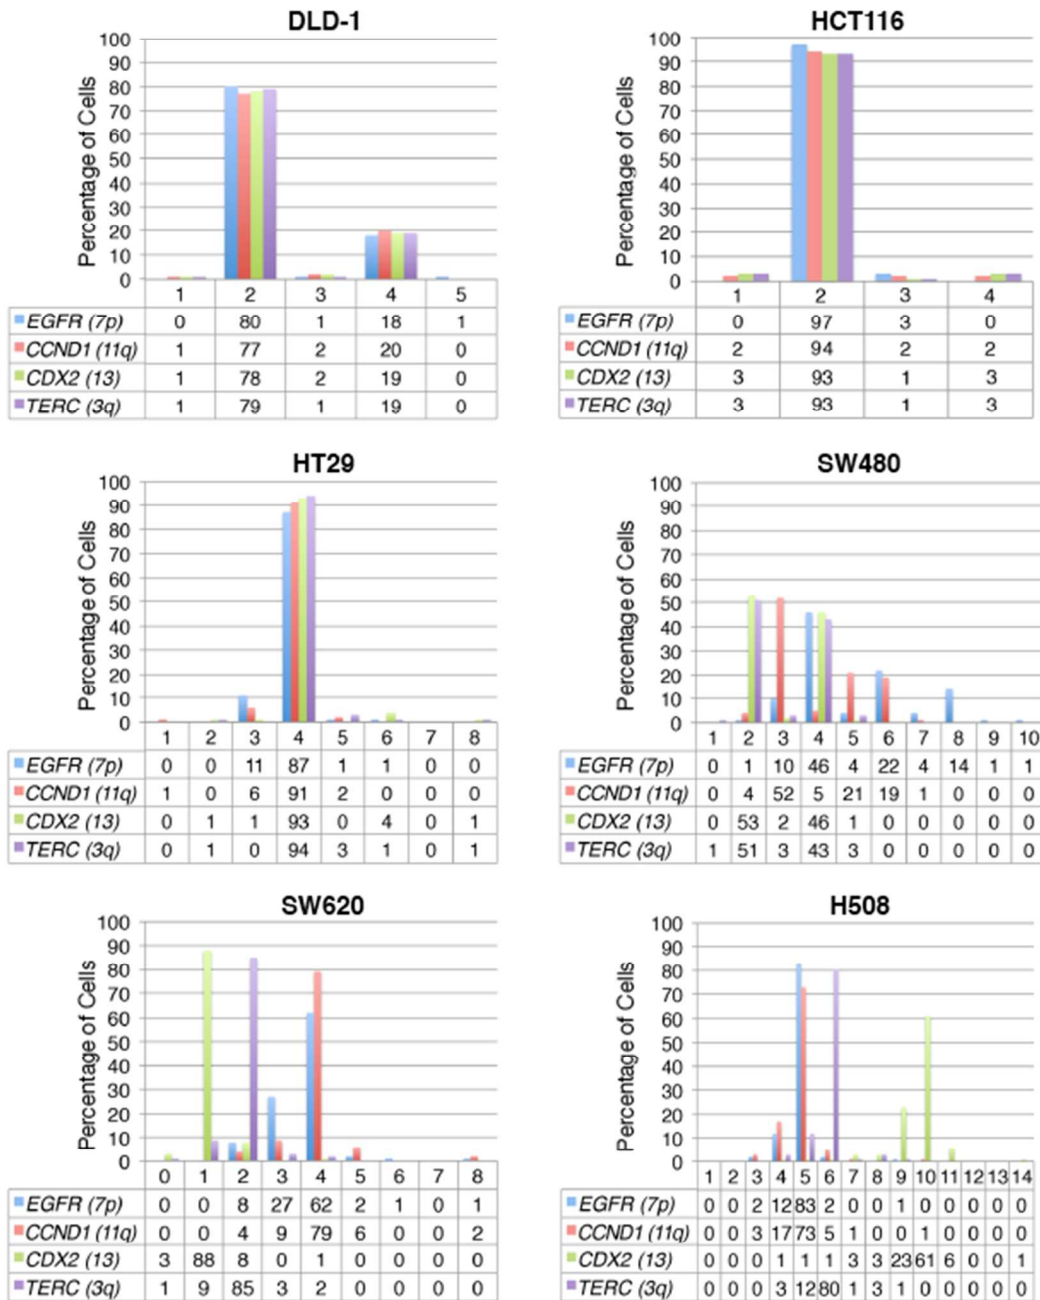 DLD-1
Percentage of Cells
100
90
80
70
60
50
40
30
20
10
0
1 2 3 4 5
EGFR (7p) 0 80 1 18 1
CCND1 (11q) 1 77 2 20 0
CDX2 (13) 1 78 2 19 0
TERC (3q) 1 79 1 19 0
HCT116
Percentage of Cells
100
90
80
70
60
50
40
30
20
10
0
1 2 3 4
EGFR (7p) 0 97 3 0
CCND1 (11q) 2 94 2 2
CDX2 (13) 3 93 1 3
TERC (3q) 3 93 1 3
HT29
Percentage of Cells
100
90
80
70
60
50
40
30
20
10
0
1 2 3 4 5 6 7 8
EGFR (7p) 0 0 11 87 1 1 0 0
CCND1 (11q) 1 0 6 91 2 0 0 0
CDX2 (13) 0 1 1 93 0 4 0 1
TERC (3q) 0 1 0 94 3 1 0 1
SW480
Percentage of Cells
100
90
80
70
60
50
40
30
20
10
0
1 2 3 4 5 6 7 8 9 10
EGFR (7p) 0 1 10 46 4 22 4 14 1 1
CCND1 (11q) 0 4 52 5 21 19 1 0 0 0
CDX2 (13) 0 53 2 46 1 0 0 0 0 0
TERC (3q) 1 51 3 43 3 0 0 0 0 0
SW620
Percentage of Cells
100
90
80
70
60
50
40
30
20
10
0
0 1 2 3 4 5 6 7 8
EGFR (7p) 0 0 8 27 62 2 1 0 1
CCND1 (11q) 0 0 4 9 79 6 0 0 2
CDX2 (13) 3 88 8 0 1 0 0 0 0
TERC (3q) 1 9 85 3 2 0 0 0 0
H508
Percentage of Cells
100
90
80
70
60
50
40
30
20
10
0
1 2 3 4 5 6 7 8 9 10 11 12 13 14
EGFR (7p) 0 0 2 12 83 2 0 0 1 0 0 0 0 0
CCND1 (11q) 0 0 3 17 73 5 1 0 0 1 0 0 0 0
CDX2 (13) 0 0 0 1 1 1 3 3 23 61 6 0 0 1
TERC (3q) 0 0 0 3 12 80 1 3 1 0 0 0 0 0